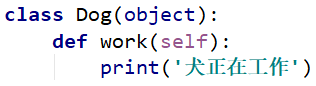 class Dog(object):
    def work(self):
        print('犬正在工作')